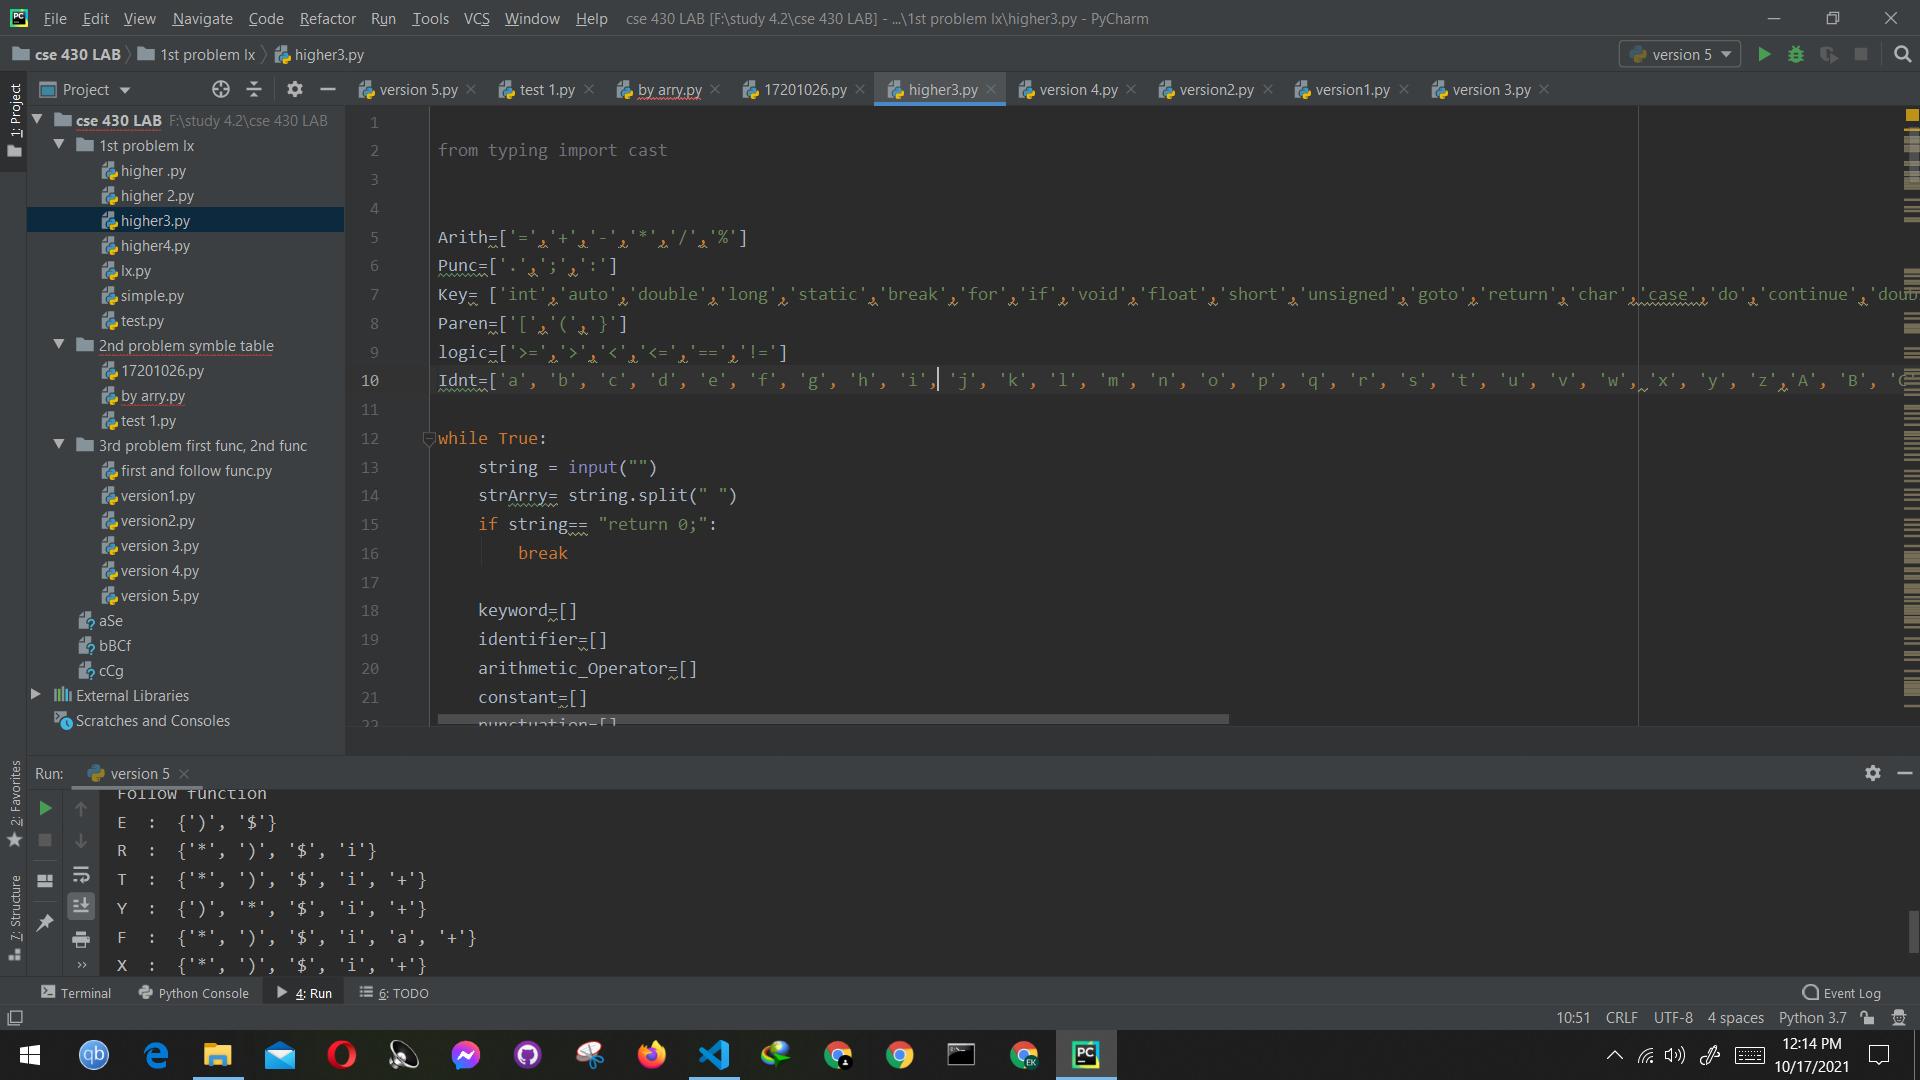 File Edit View Navigate Code Refactor Run Tools VCS Window Help cse 430 LAB [F:\study 4.2\cse 430 LAB] - ...\1st problem lx\higher3.py - PyCharm
cse 430 LAB 1st problem lx higher3.py version 5
Project version 5.py test 1.py by arry.py 17201026.py higher3.py version 4.py version2.py version1.py version 3.py
1: Project
cse 430 LAB F:\study 4.2\cse 430 LAB
1st problem lx
higher .py
higher 2.py
higher3.py
higher4.py
lx.py
simple.py
test.py
2nd problem symble table
17201026.py
by arry.py
test 1.py
3rd problem first func, 2nd func
first and follow func.py
version1.py
version2.py
version 3.py
version 4.py
version 5.py
aSe
bBCf
cCg
External Libraries
Scratches and Consoles
1
2 from typing import cast
3
4
5 Arith=['=','+','-','*','/','%']
6 Punc=['.',';',':']
7 Key= ['int','auto','double','long','static','break','for','if','void','float','short','unsigned','goto','return','char','case','do','continue','doub
8 Paren=['[','(','}']
9 logic=['>=','>','<','<=','==','!=']
10 Idnt=['a', 'b', 'c', 'd', 'e', 'f', 'g', 'h', 'i', 'j', 'k', 'l', 'm', 'n', 'o', 'p', 'q', 'r', 's', 't', 'u', 'v', 'w', 'x', 'y', 'z','A', 'B', 'C'
11
12 while True:
13 string = input("")
14 strArry= string.split(" ")
15 if string== "return 0;":
16 break
17
18 keyword=[]
19 identifier=[]
20 arithmetic_Operator=[]
21 constant=[]
22 punctuation=[]
2: Favorites
7: Structure
Run: version 5
Follow function
E : {')', '$'}
R : {'*', ')', '$', 'i'}
T : {'*', ')', '$', 'i', '+'}
Y : {')', '*', '$', 'i', '+'}
F : {'*', ')', '$', 'i', 'a', '+'}
X : {'*', ')', '$', 'i', '+'}
Terminal Python Console 4: Run 6: TODO Event Log
10:51 CRLF UTF-8 4 spaces Python 3.7
qb EK PC 12:14 PM
10/17/2021